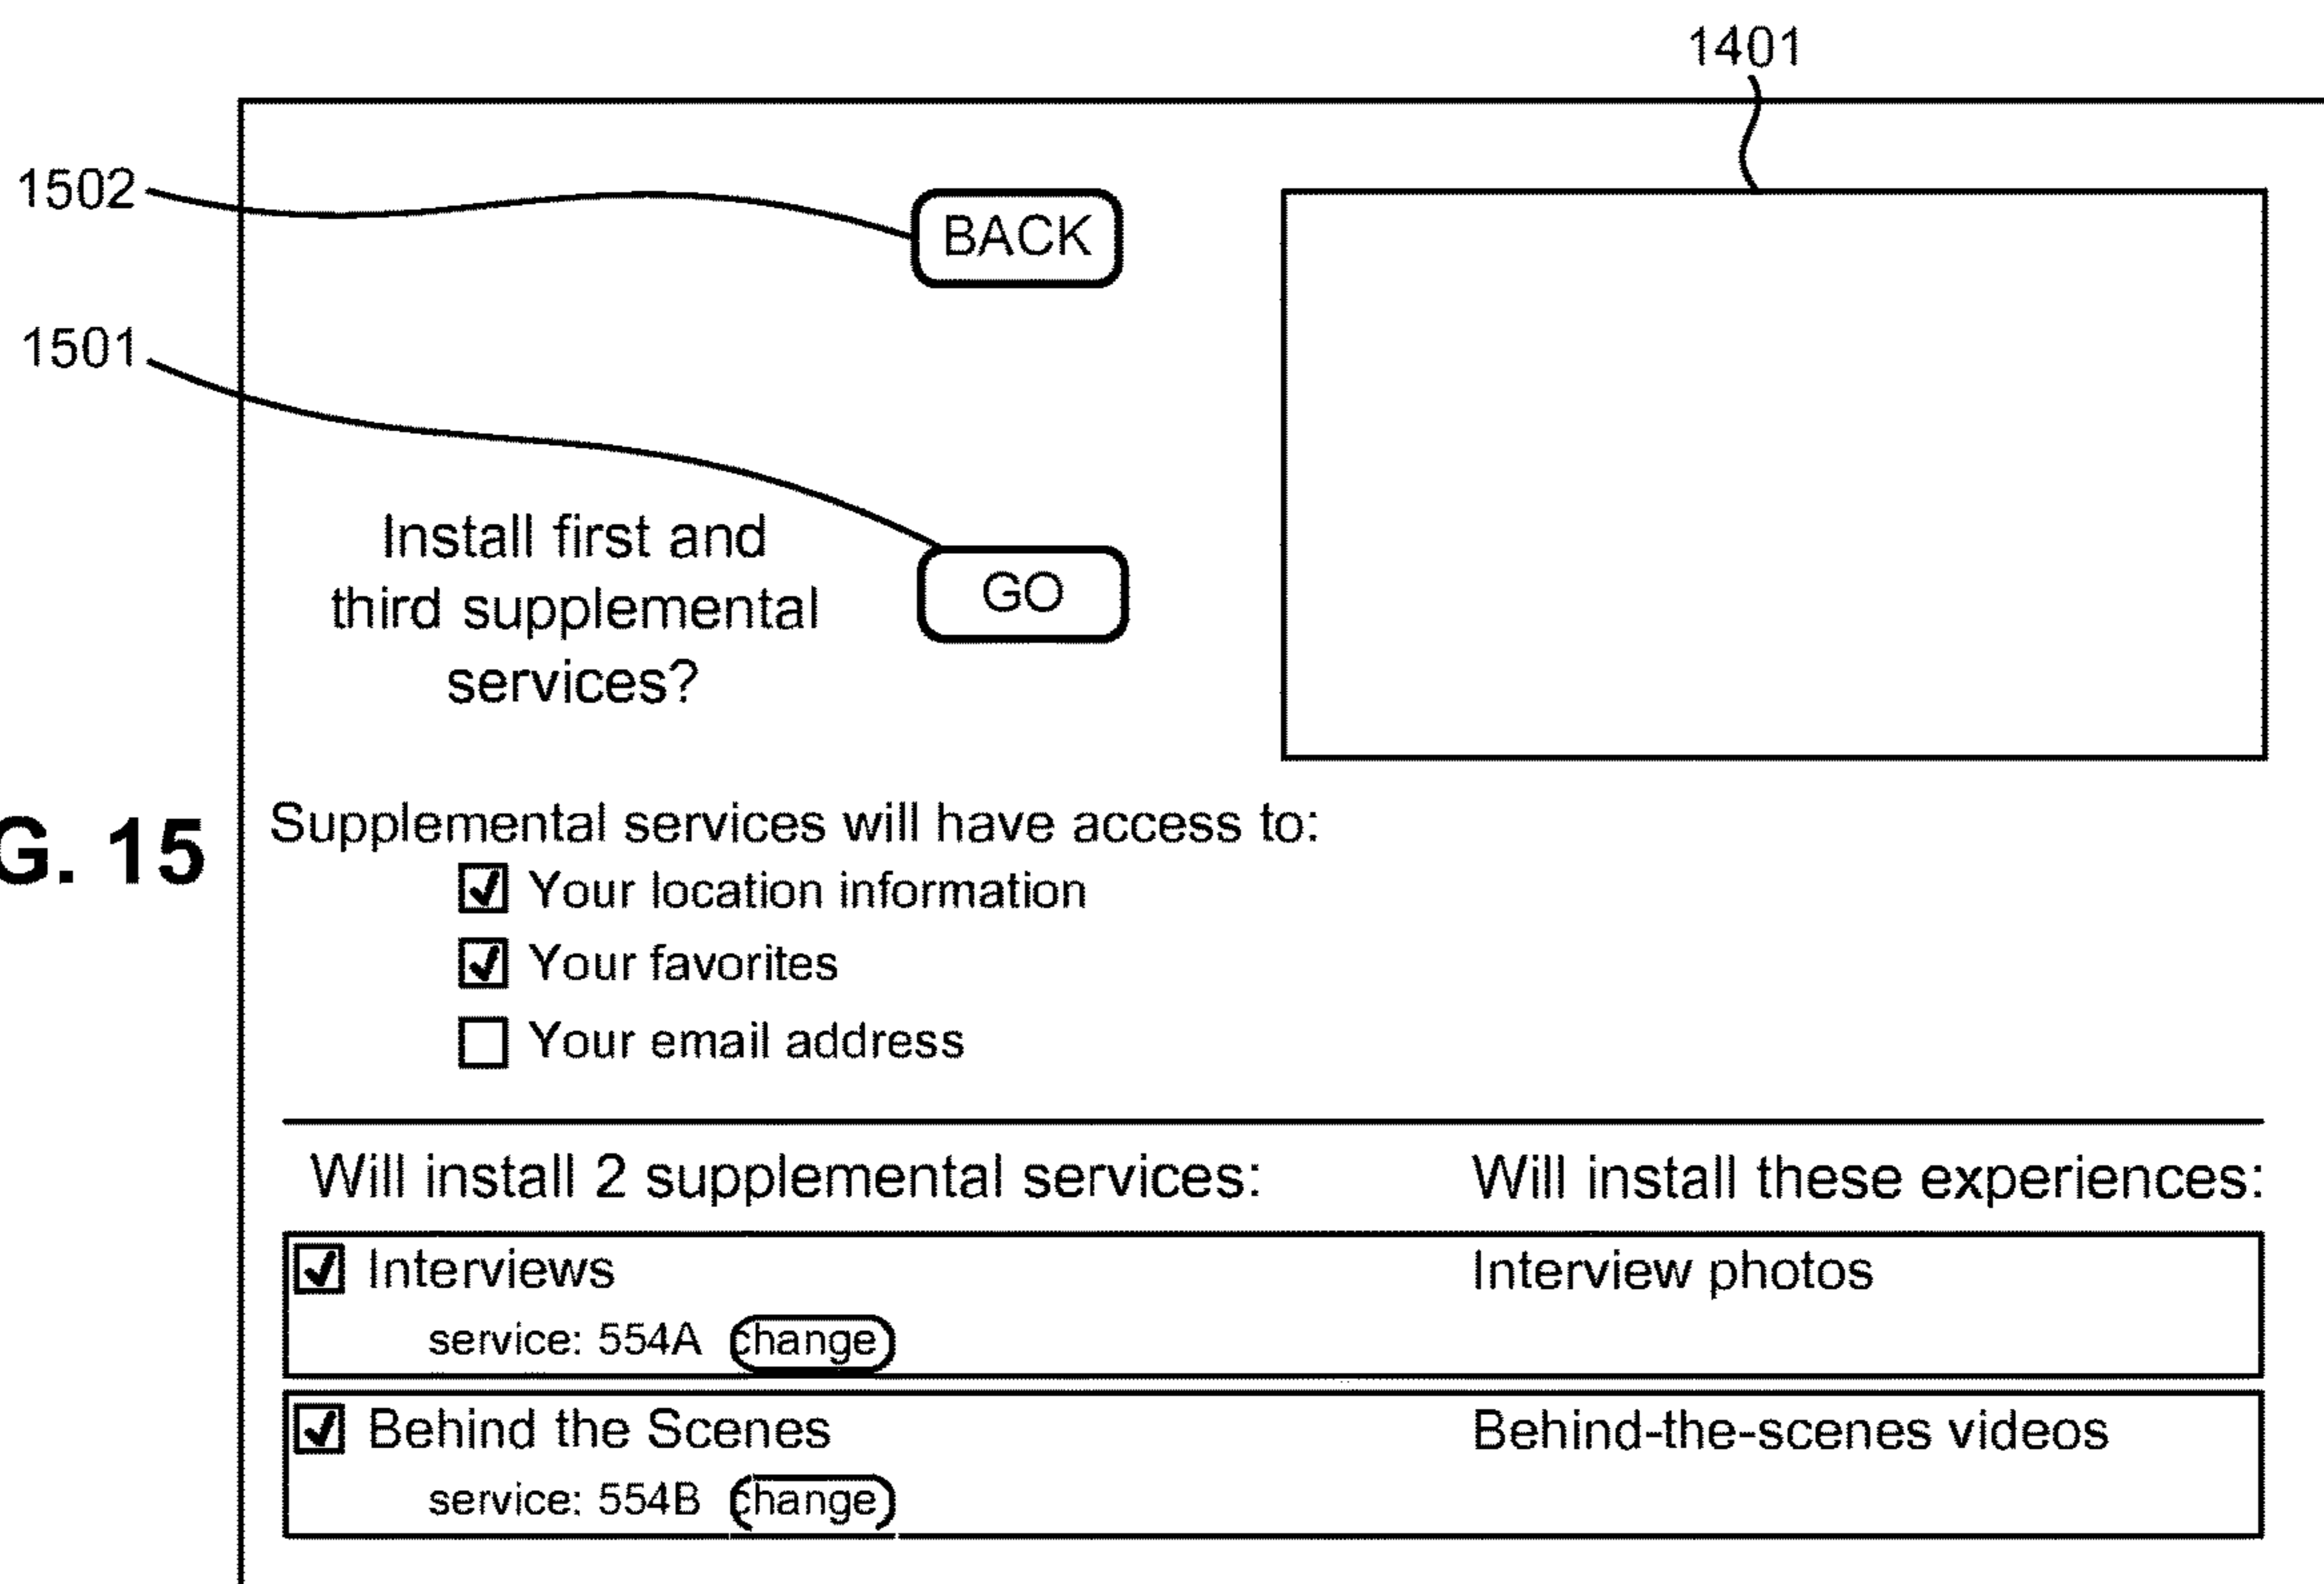 1401
1502
BACK
1501
Install first and
third supplemental
services?
GO
G. 15
Supplemental services will have access to:
Your location information
Your favorites
Your email address
Will install 2 supplemental services:
Will install these experiences:
Interviews
Interview photos
service: 554A change
Behind the Scenes
Behind-the-scenes videos
service: 554B change